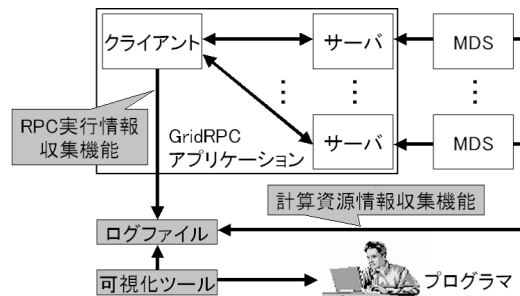 クライアント
サーバ
MDS
RPC実行情報
収集機能
GridRPC
アプリケーション
サーバ
MDS
計算資源情報収集機能
ログファイル
可視化ツール
プログラマ